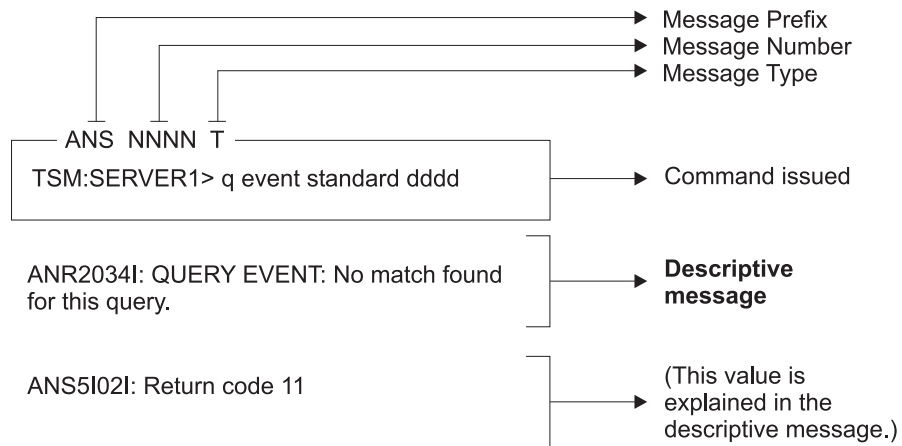 Message Prefix
Message Number
Message Type
ANS NNNN T
TSM:SERVER1> q event standard dddd
Command issued
ANR2034I: QUERY EVENT: No match found
for this query.
Descriptive
message
ANS5I02I: Return code 11
(This value is
explained in the
descriptive message.)